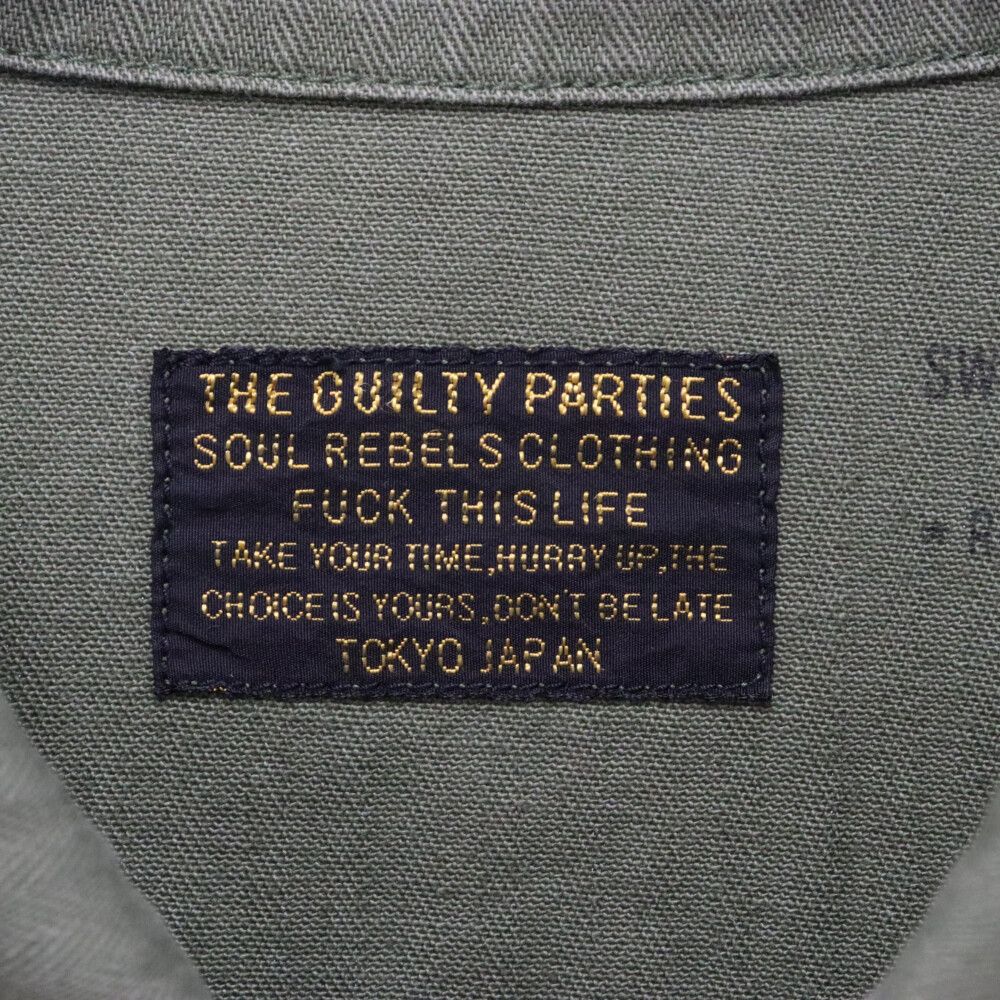 THE GUILTY PARTIES
SOUL REBELS CLOTHING
FUCK THIS LIFE
TAKE YOUR TIME,HURRY UP,THE
CHOICE IS YOURS,DON'T BE LATE
TOKYO JAPAN